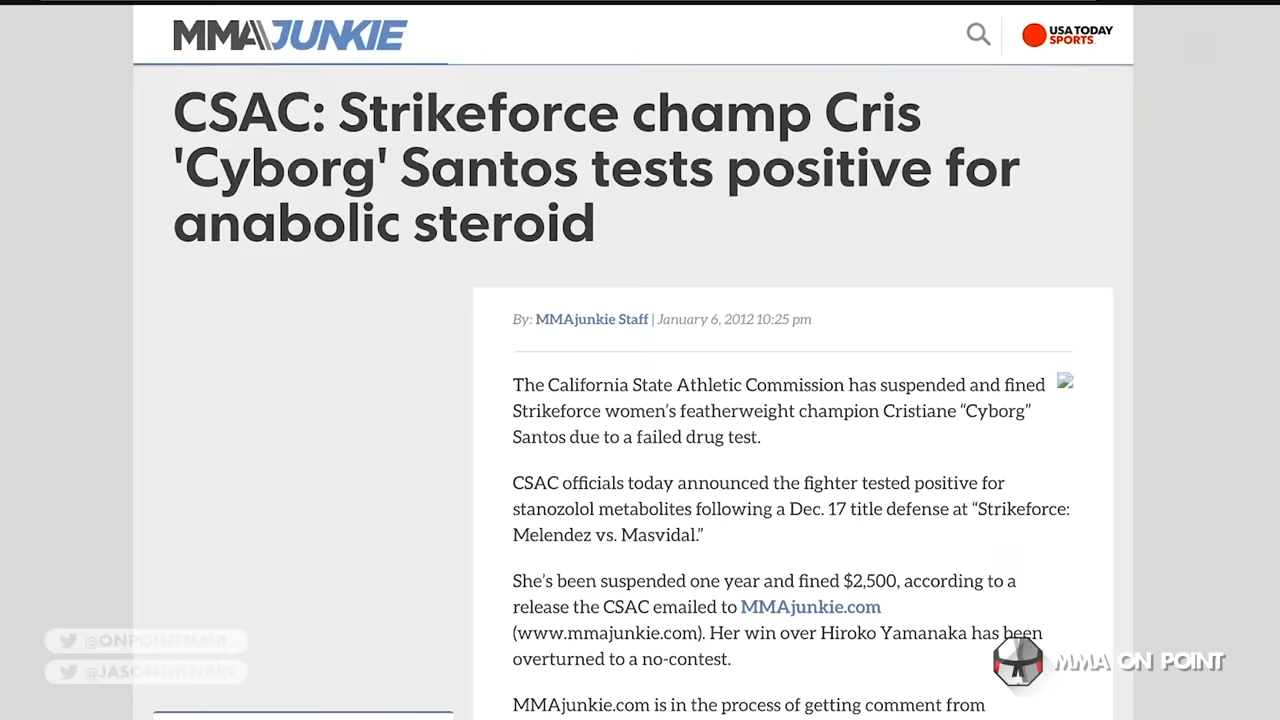 MMAJUNKIE
USA TODAY
SPORTS
CSAC: Strikeforce champ Cris
'Cyborg' Santos tests positive for
anabolic steroid
By: MMAjunkie Staff | January 6, 2012 10:25 pm
The California State Athletic Commission has suspended and fined
Strikeforce women's featherweight champion Cristiane “Cyborg”
Santos due to a failed drug test.
CSAC officials today announced the fighter tested positive for
stanozolol metabolites following a Dec. 17 title defense at “Strikeforce:
Melendez vs. Masvidal.”
She's been suspended one year and fined $2,500, according to a
release the CSAC emailed to MMAjunkie.com
(www.mmajunkie.com). Her win over Hiroko Yamanaka has been
overturned to a no-contest.
MMAjunkie.com is in the process of getting comment from
MMA ON POINT